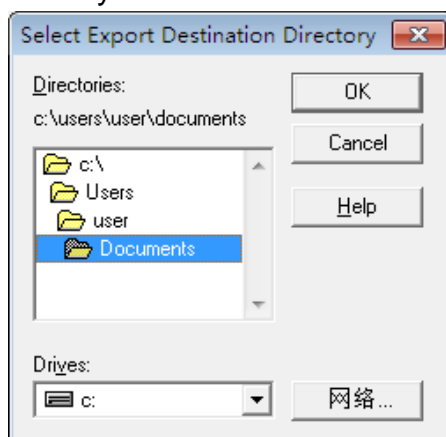 Select Export Destination Directory
Directories:
c:\users\user\documents
c:\
Users
user
Documents
OK
Cancel
Help
Drives:
c:
网络...